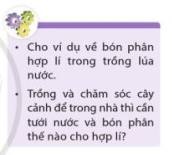 • Cho ví dụ về bón phân
hợp lí trong trồng lúa
nước.
• Trồng và chăm sóc cây
cảnh để trong nhà thì cần
tưới nước và bón phân
thế nào cho hợp lí?